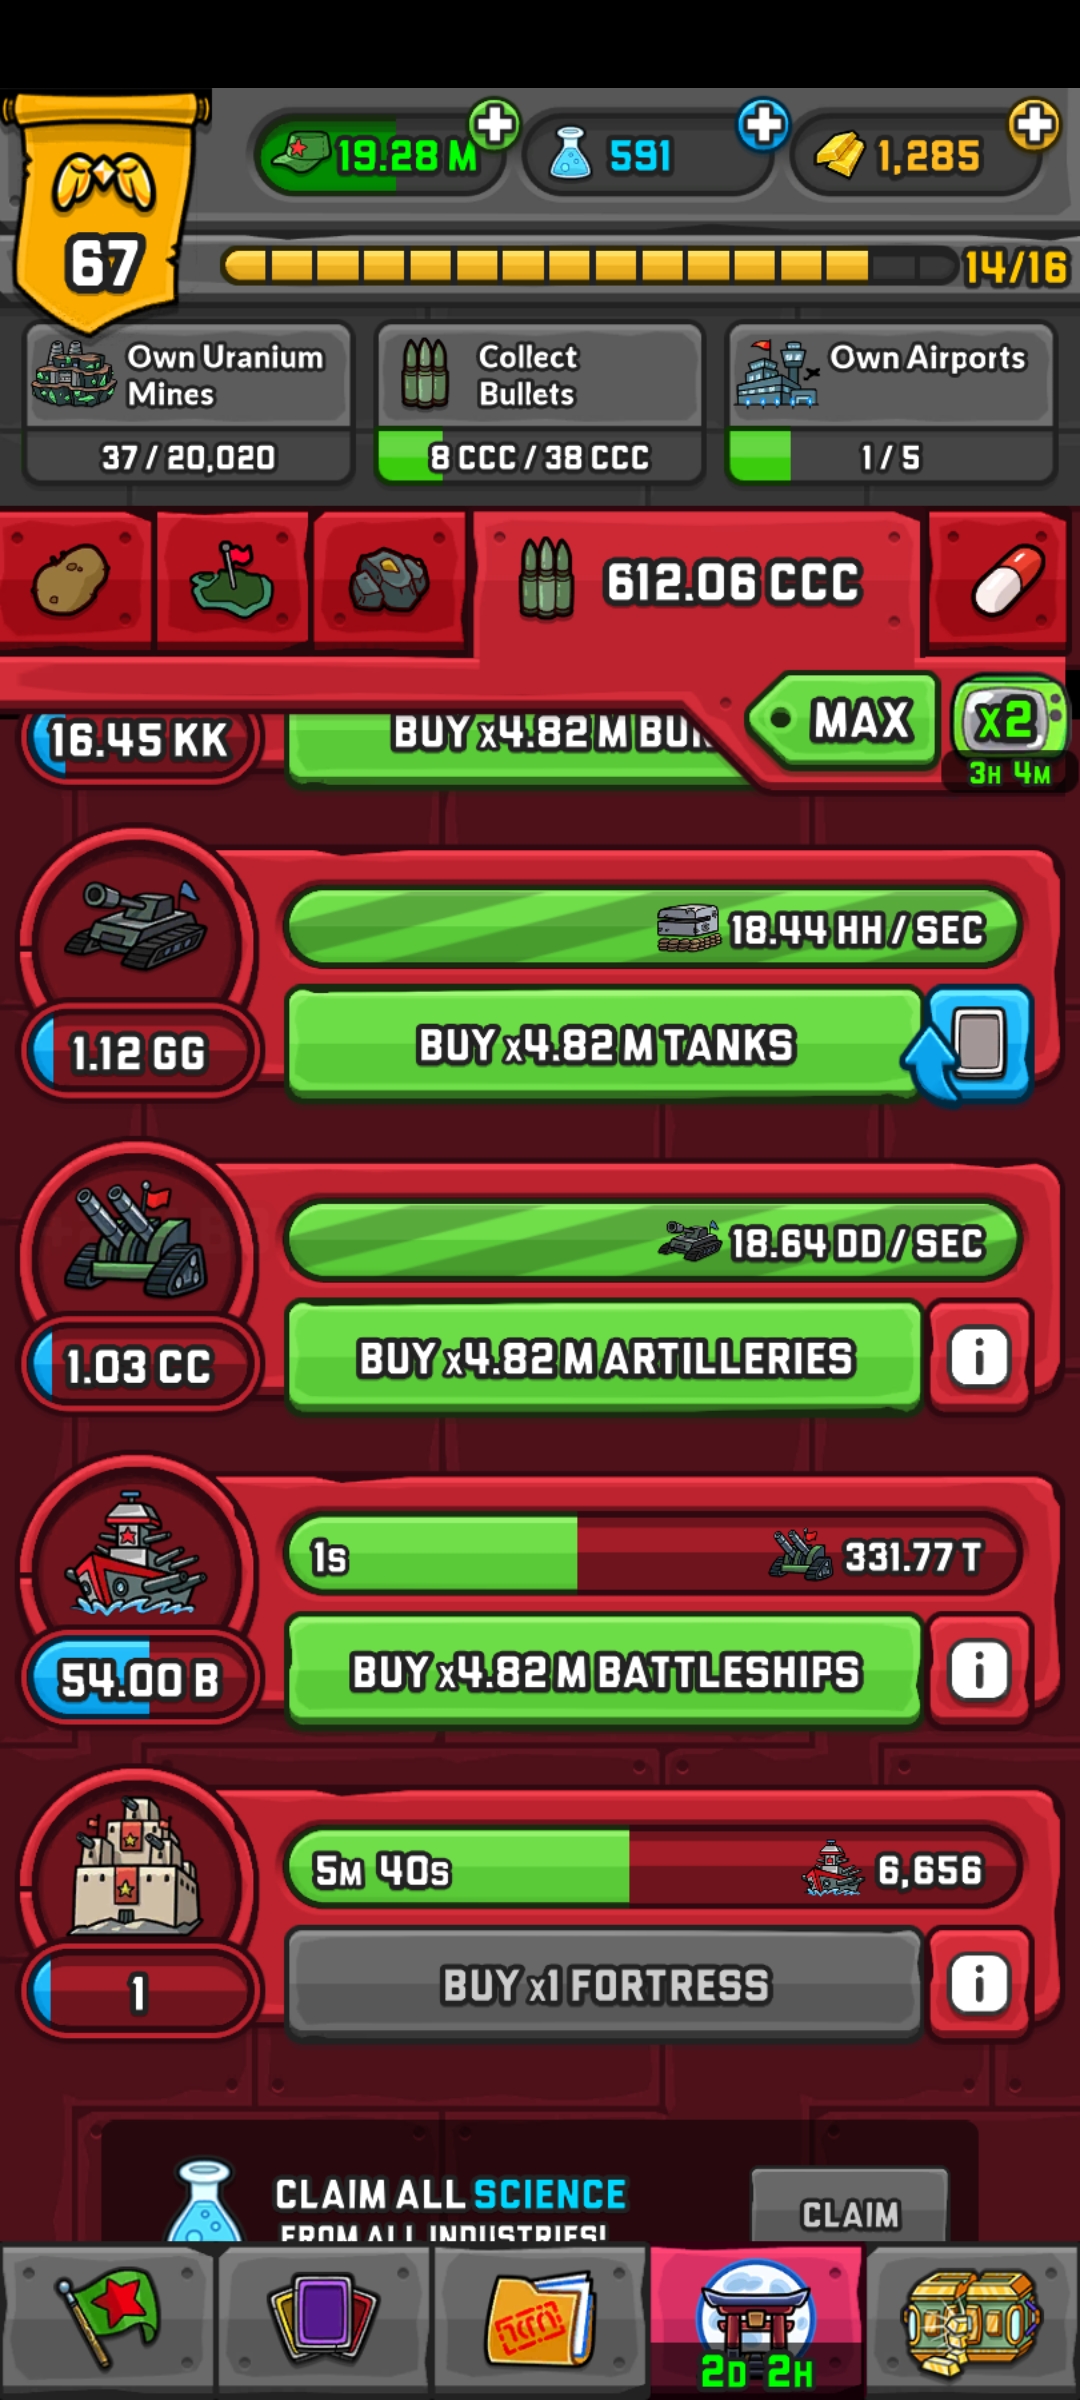 19.28 M
591
1,285
67
14/16
Own Uranium
Mines
37 / 20,020
Collect
Bullets
8 CCC / 38 CCC
Own Airports
1 / 5
612.06 CCC
MAX
x2
3H 4M
16.45 KK
BUY x4.82 M
18.44 HH / SEC
1.12 GG
BUY x4.82 M TANKS
18.64 DD / SEC
1.03 CC
BUY x4.82 M ARTILLERIES
1s
331.77 T
54.00 B
BUY x4.82 M BATTLESHIPS
5M 40s
6,656
1
BUY x1 FORTRESS
CLAIM ALL SCIENCE
FROM ALL INDUSTRIES!
CLAIM
2D 2H